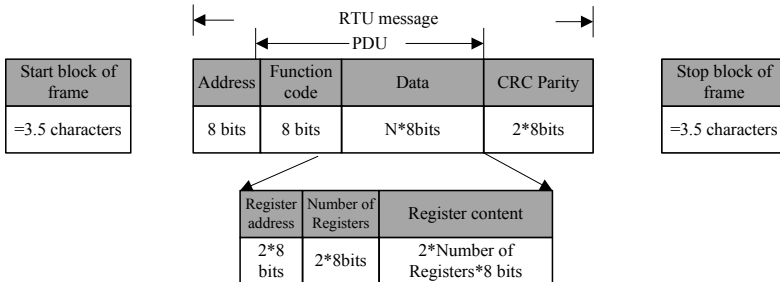 RTU message
PDU
Start block of
frame
=3.5 characters
Address
Function
code
Data
CRC Parity
8 bits
8 bits
N*8bits
2*8bits
Stop block of
frame
=3.5 characters
Register
address
Number of
Registers
Register content
2*8
bits
2*8bits
2*Number of
Registers*8 bits